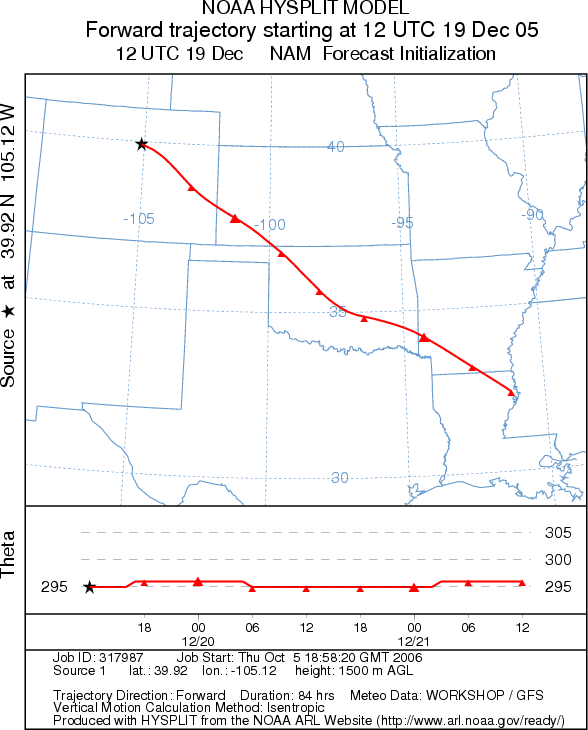 NOAA HYSPLIT MODEL
Forward trajectory starting at 12 UTC 19 Dec 05
12 UTC 19 Dec NAM Forecast Initialization
Source ★ at 39.92 N 105.12 W
40
-105
-100
-95
-90
35
30
Theta
305
300
295
295
18 00 06 12 18 00 06 12
12/20 12/21
Job ID: 317987 Job Start: Thu Oct 5 18:58:20 GMT 2006
Source 1 lat.: 39.92 lon.: -105.12 height: 1500 m AGL
Trajectory Direction: Forward Duration: 84 hrs Meteo Data: WORKSHOP / GFS
Vertical Motion Calculation Method: Isentropic
Produced with HYSPLIT from the NOAA ARL Website (http://www.arl.noaa.gov/ready/)